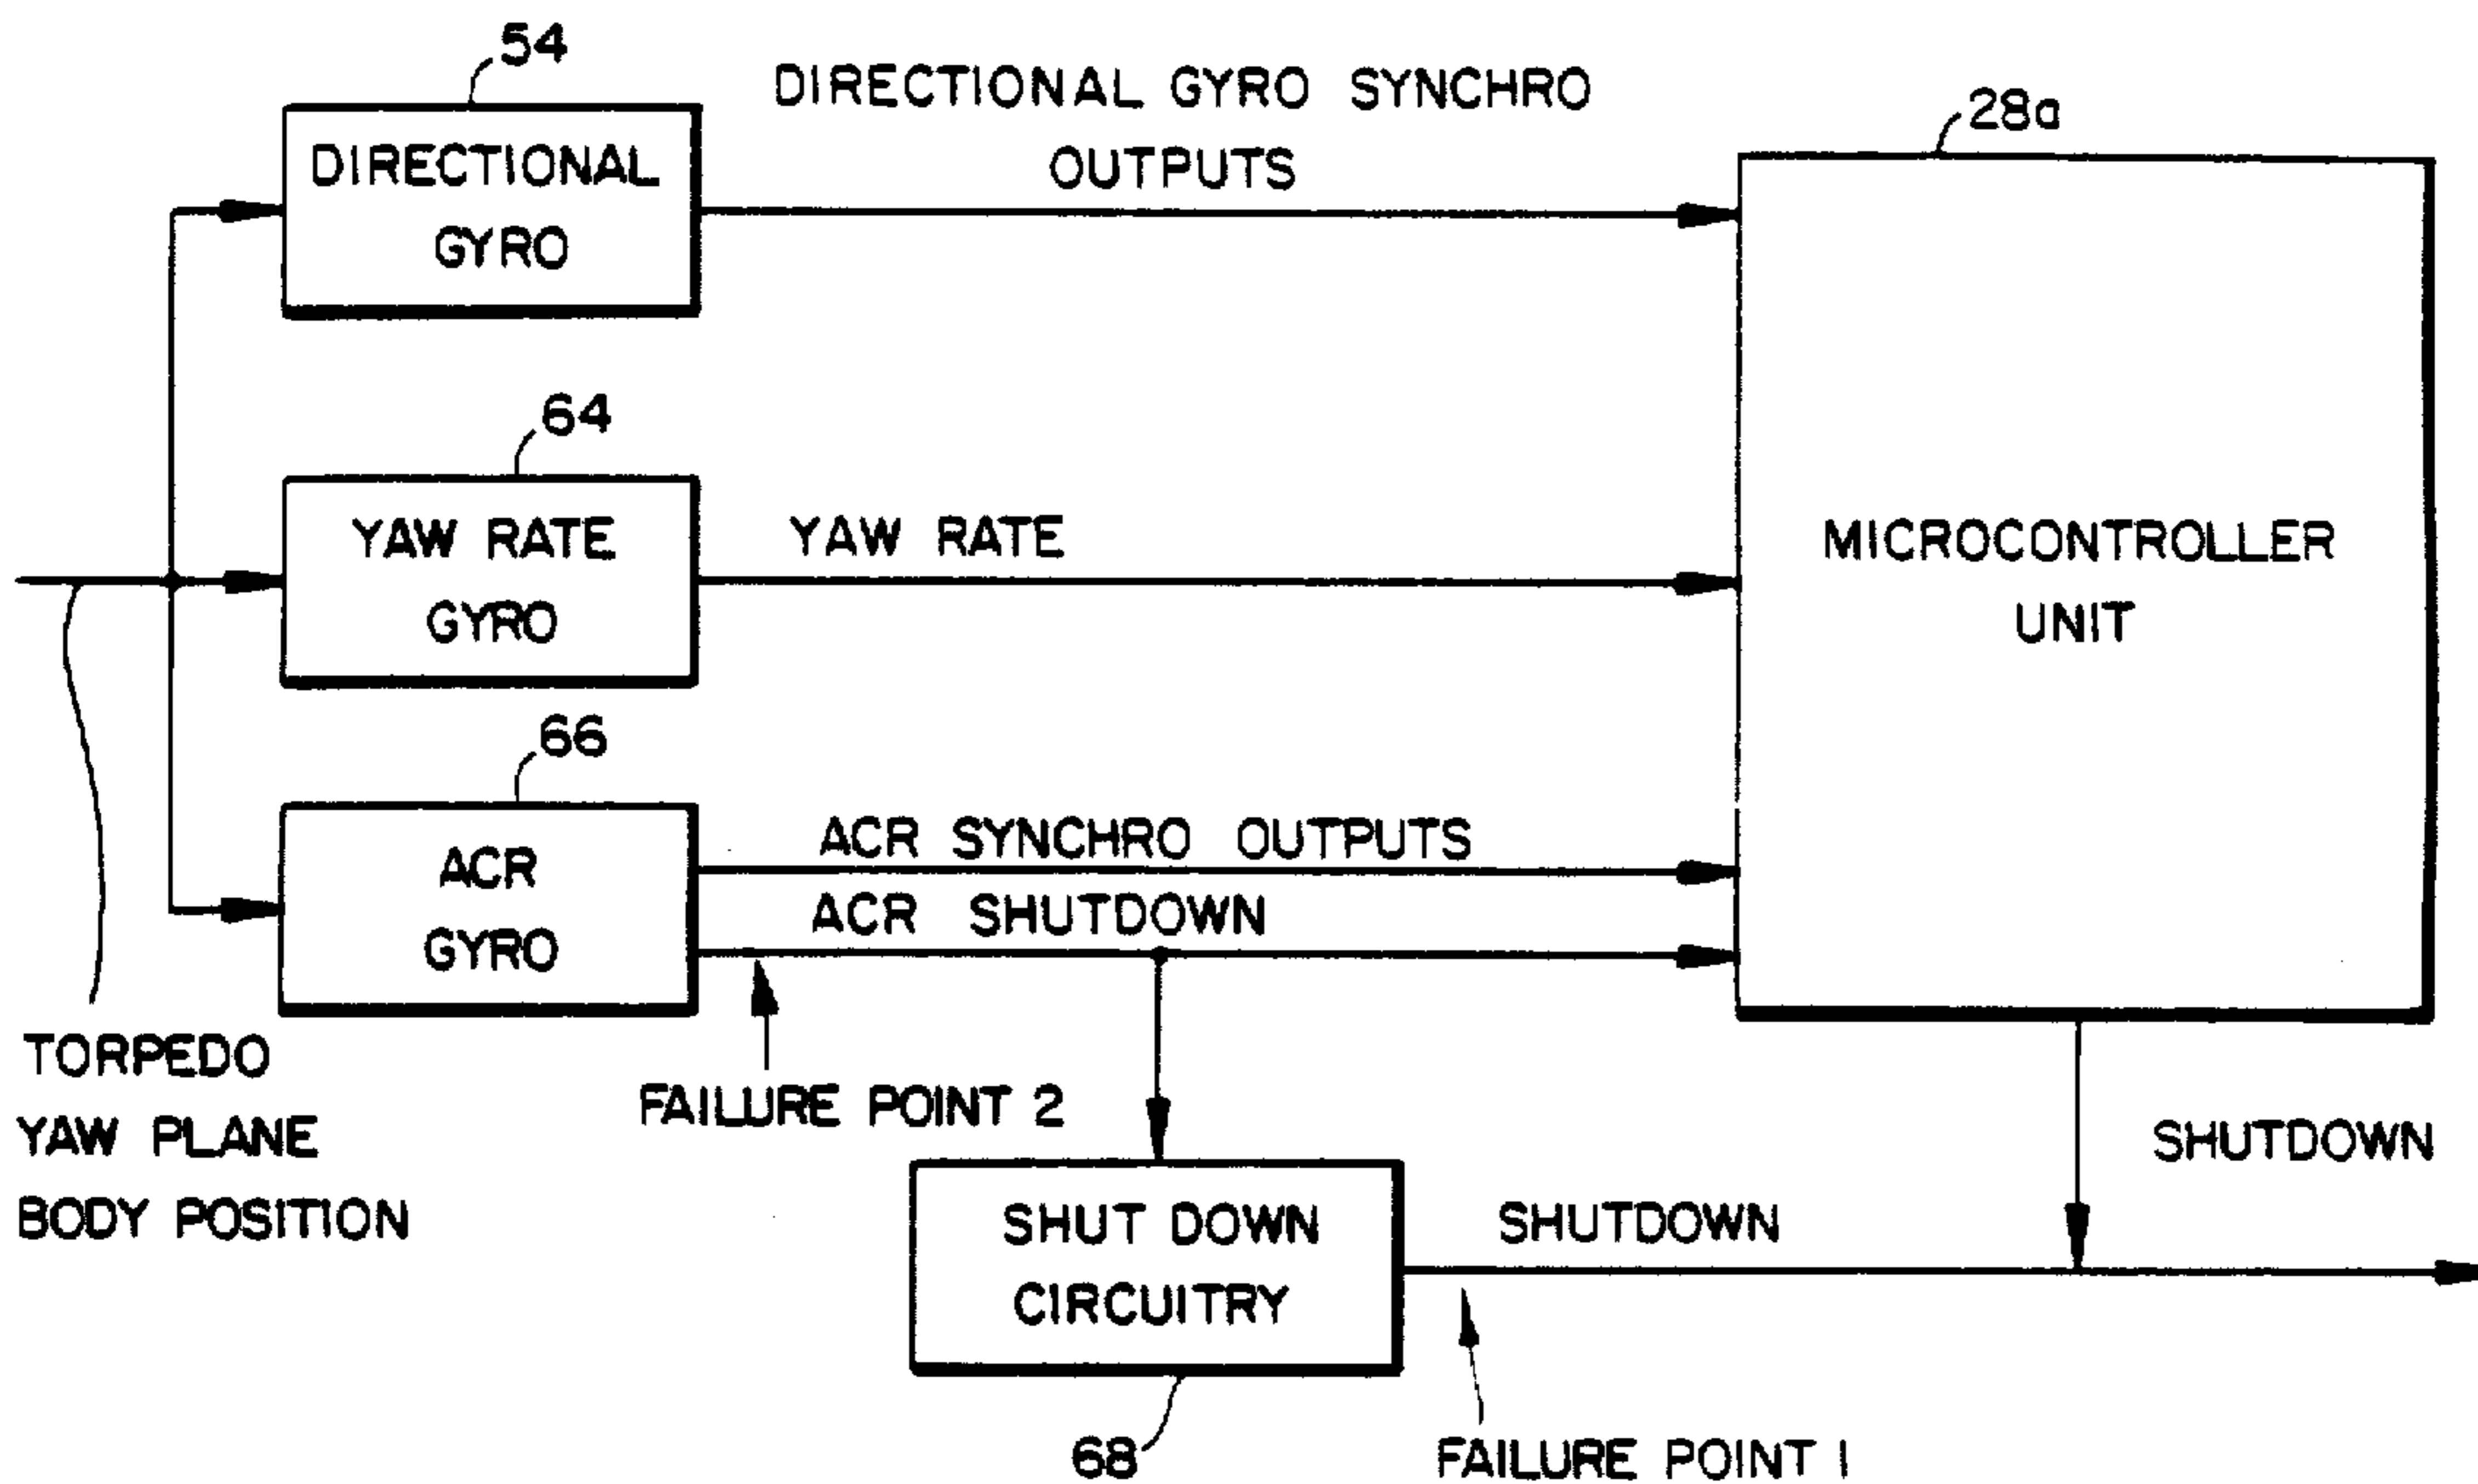 54
DIRECTIONAL GYRO SYNCHRO
OUTPUTS
28a
DIRECTIONAL
GYRO
64
YAW RATE
GYRO
YAW RATE
MICROCONTROLLER
UNIT
66
ACR
GYRO
ACR SYNCHRO OUTPUTS
ACR SHUTDOWN
TORPEDO
YAW PLANE
BODY POSITION
FAILURE POINT 2
SHUT DOWN
CIRCUITRY
SHUTDOWN
SHUTDOWN
68
FAILURE POINT 1